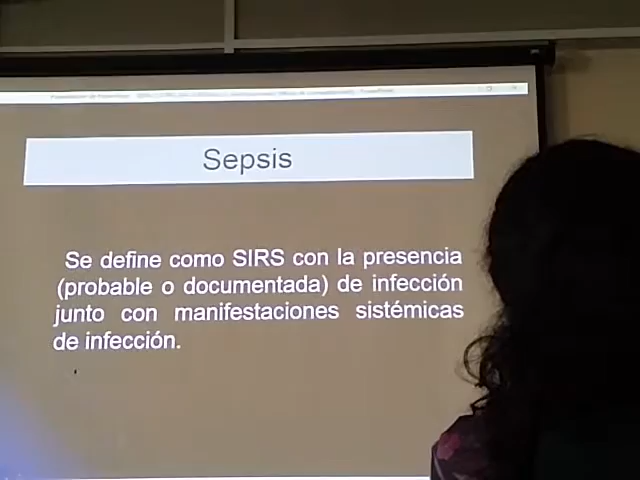 Sepsis
Se define como SIRS con la presencia
(probable o documentada) de infección
junto con manifestaciones sistémicas
de infección.